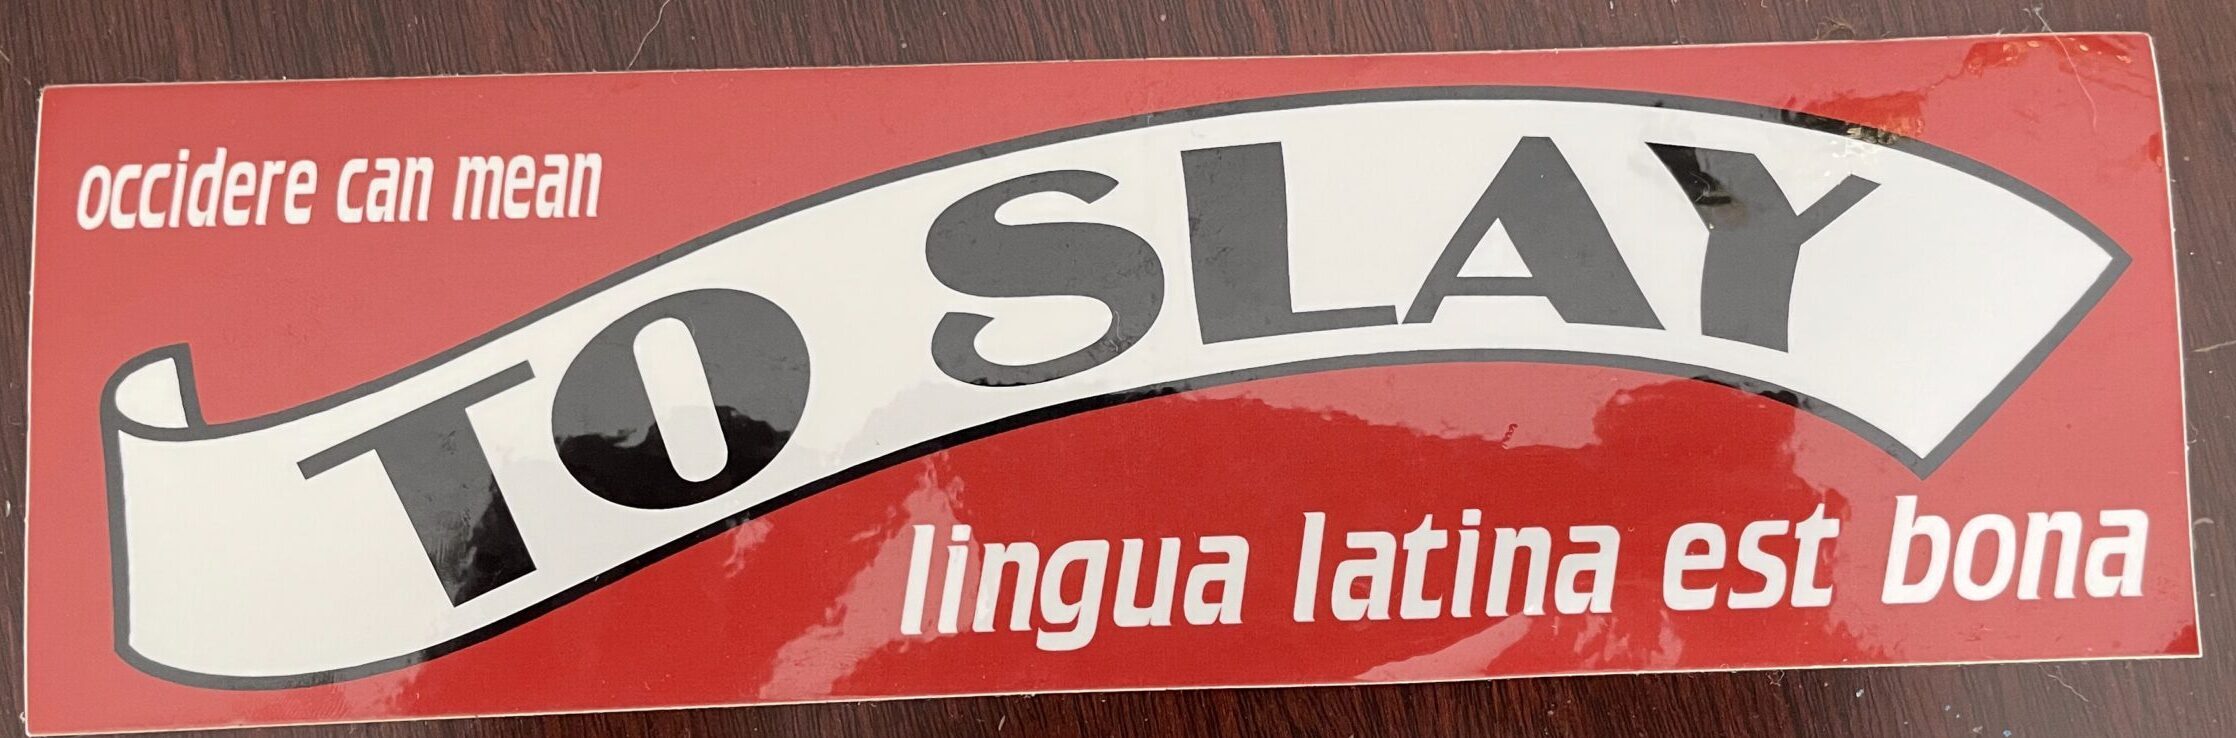 occidere can mean
TO SLAY
lingua latina est bona